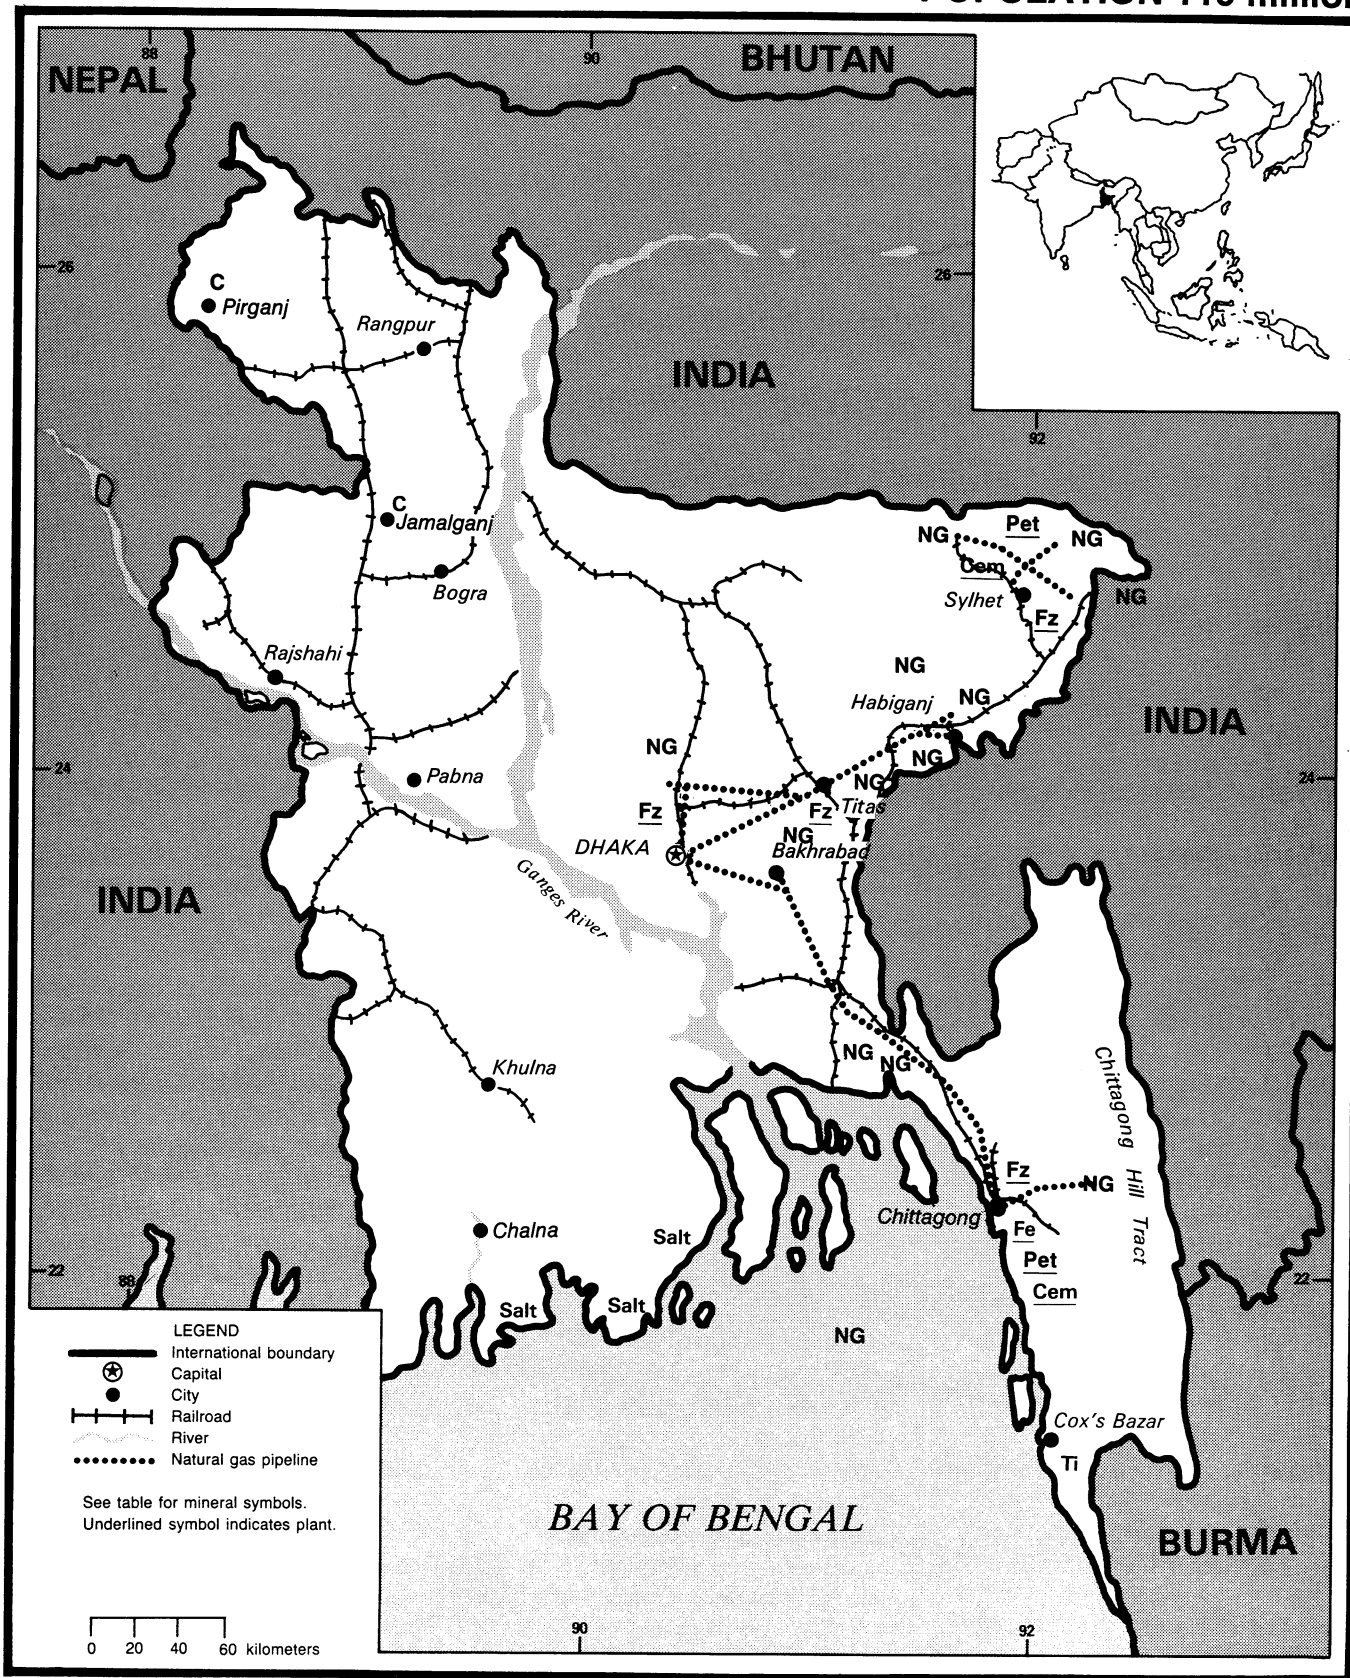 NEPAL
88
90
BHUTAN
26
C
Pirganj
Rangpur
26
INDIA
92
C
Jamalganj
Bogra
NG
Pet
NG
Cem
Sylhet
NG
Fz
Rajshahi
NG
Habiganj
NG
INDIA
NG
NG
24
Pabna
NG
24
Fz
Fz
Titas
NG
DHAKA
Bakhrabad
INDIA
Ganges River
NG
NG
Khulna
Chittagong Hill Tract
Fz
NG
Chittagong
Fe
Chalna
Salt
Pet
22
88
22
Cem
Salt
Salt
NG
LEGEND
International boundary
Capital
City
Railroad
River
Natural gas pipeline
See table for mineral symbols.
Underlined symbol indicates plant.
Cox's Bazar
Ti
BAY OF BENGAL
BURMA
0 20 40 60 kilometers
90
92